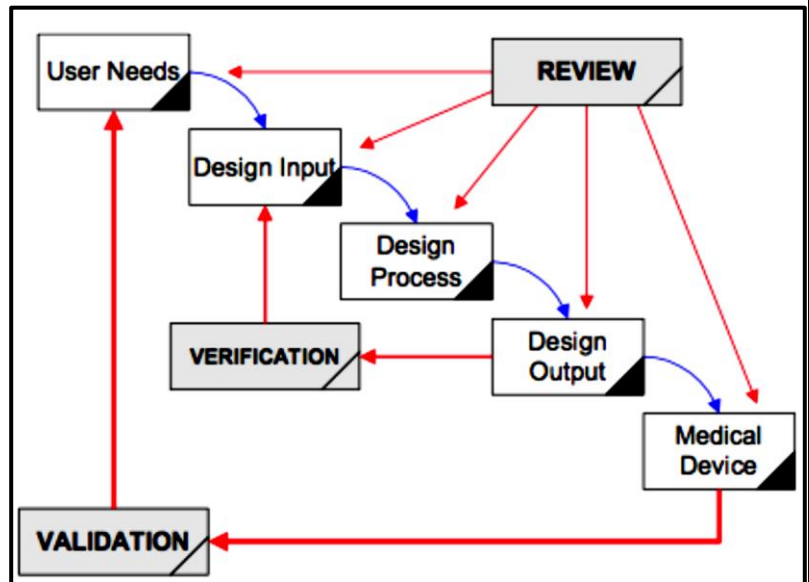 User Needs
REVIEW
Design Input
Design
Process
VERIFICATION
Design
Output
Medical
Device
VALIDATION